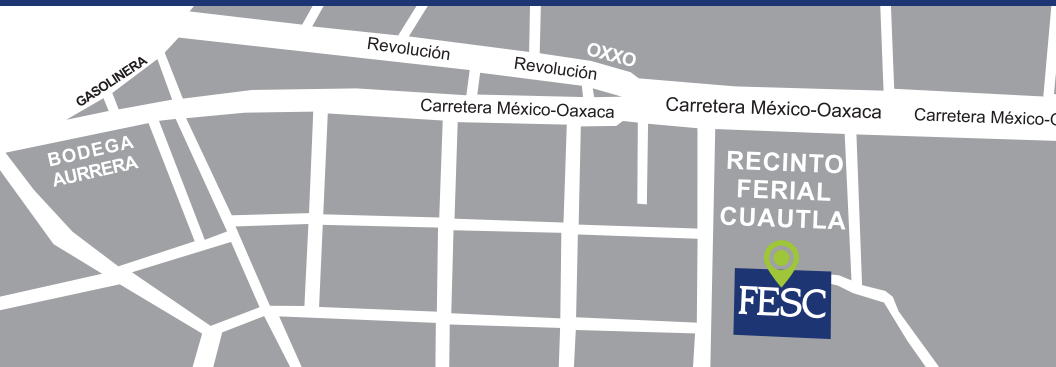 Revolución
OXXO
Revolución
GASOLINERA
Carretera México-Oaxaca
Carretera México-Oaxaca
Carretera México-O
BODEGA
AURRERA
RECINTO
FERIAL
CUAUTLA
FESC